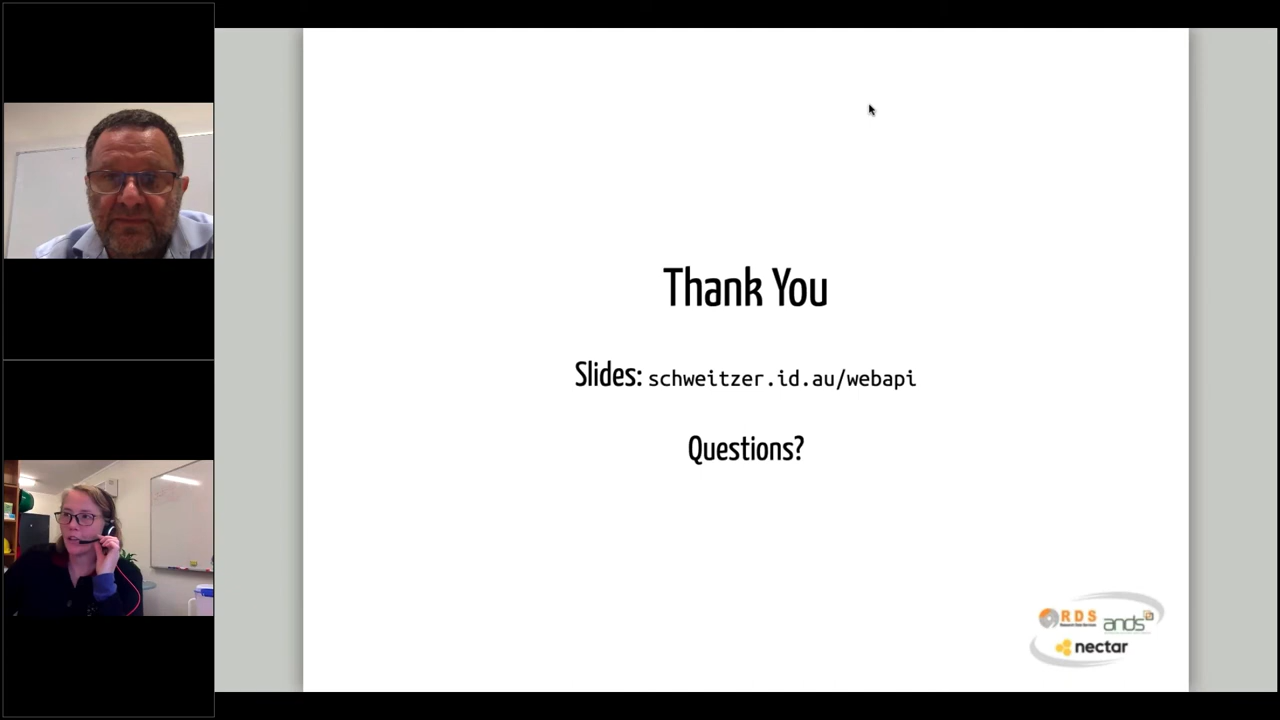 Thank You
Slides: schweitzer.id.au/webapi
Questions?
RDS
ands
nectar